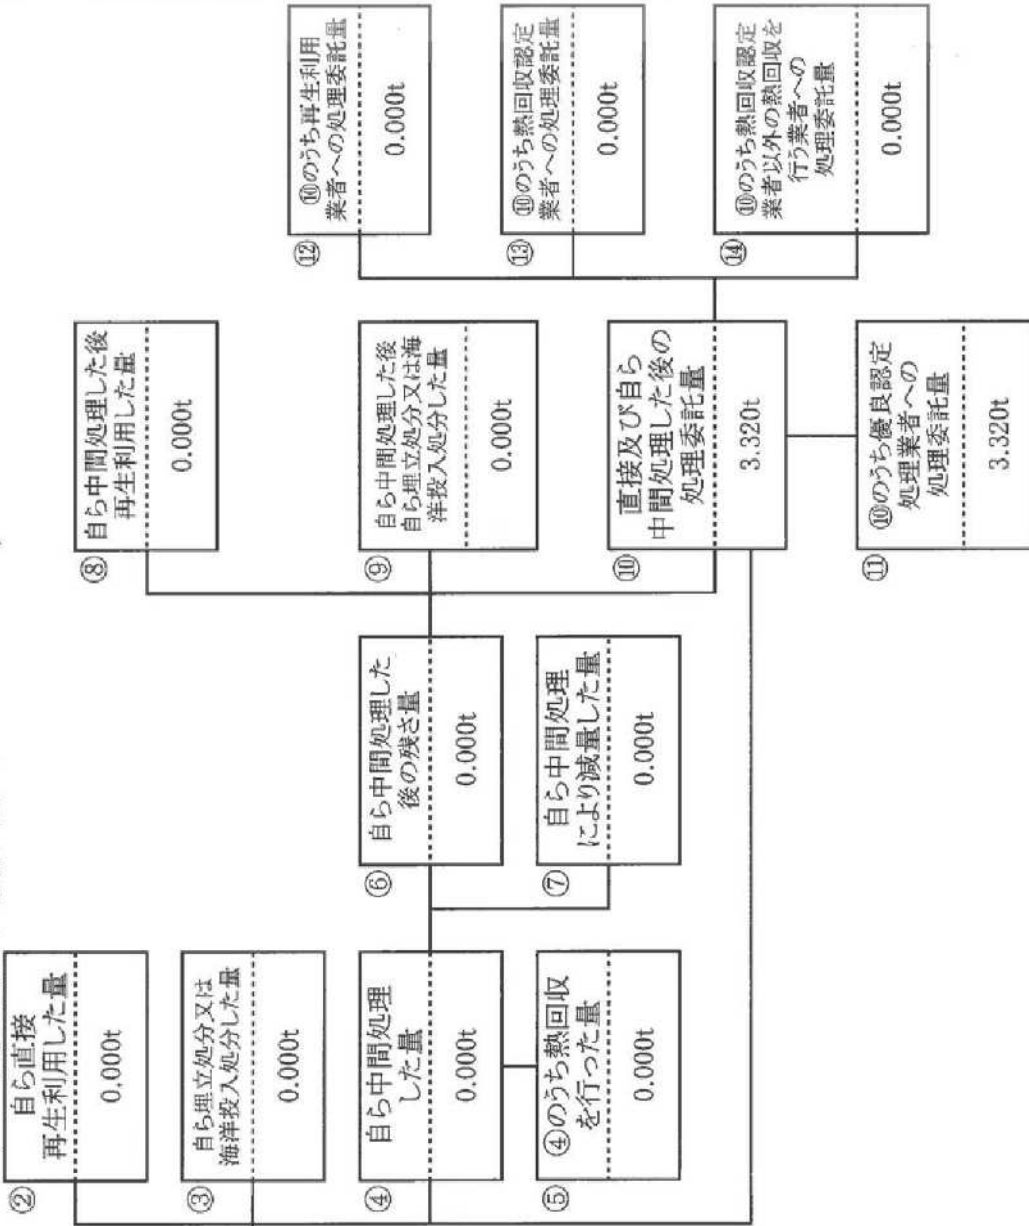 ②
自ら直接
再生利用した量
0.000t
③
自ら埋立処分又は
海洋投入処分した量
0.000t
④
自ら中間処理
した量
0.000t
⑤
④のうち熱回収
を行った量
0.000t
⑥
自ら中間処理した
後の残さ量
0.000t
⑦
自ら中間処理
により減量した量
0.000t
⑧
自ら中間処理した後
再生利用した量
0.000t
⑨
自ら中間処理した後
自ら埋立処分又は海
洋投入処分した量
0.000t
⑩
直接及び自ら
中間処理した後の
処理委託量
3.320t
⑪
⑩のうち優良認定
処理業者への
処理委託量
3.320t
⑫
⑩のうち再生利用
業者への処理委託量
0.000t
⑬
⑩のうち熱回収認定
業者への処理委託量
0.000t
⑭
⑩のうち熱回収認定
業者以外の熱回収を
行う業者への
処理委託量
0.000t